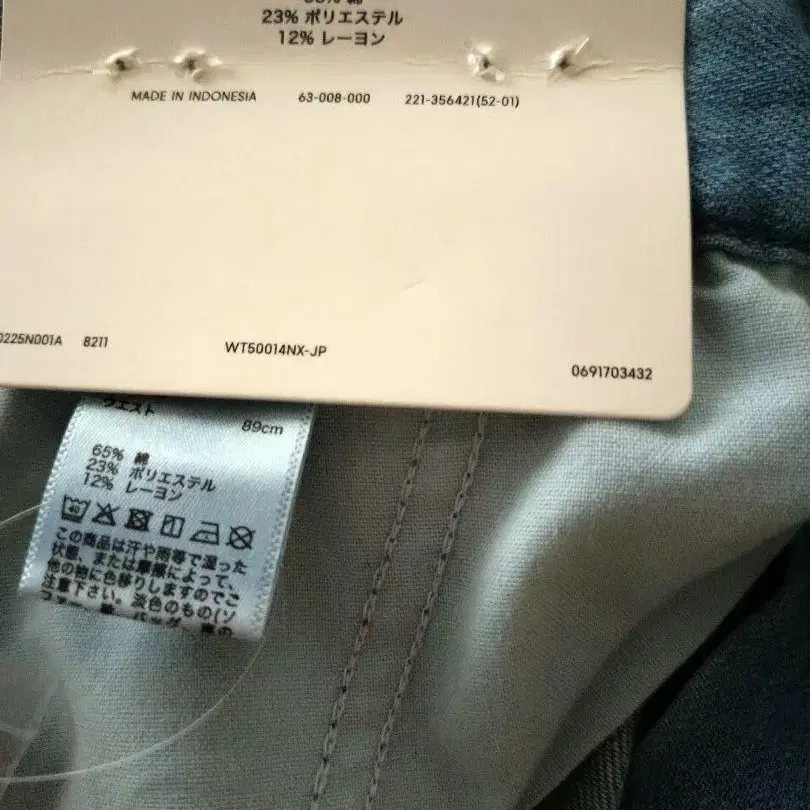 23% ポリエステル
12% レーヨン
MADE IN INDONESIA 63-008-000 221-356421(52-01)
0225N001A 8211 WT50014NX-JP 0691703432
ウエスト
89cm
65% 綿
23% ポリエステル
12% レーヨン
40
この商品は汗や雨等で湿った
状態、または摩擦によって、
他の物に色移りしますのでご
注意下さい。淡色のもの(ソ